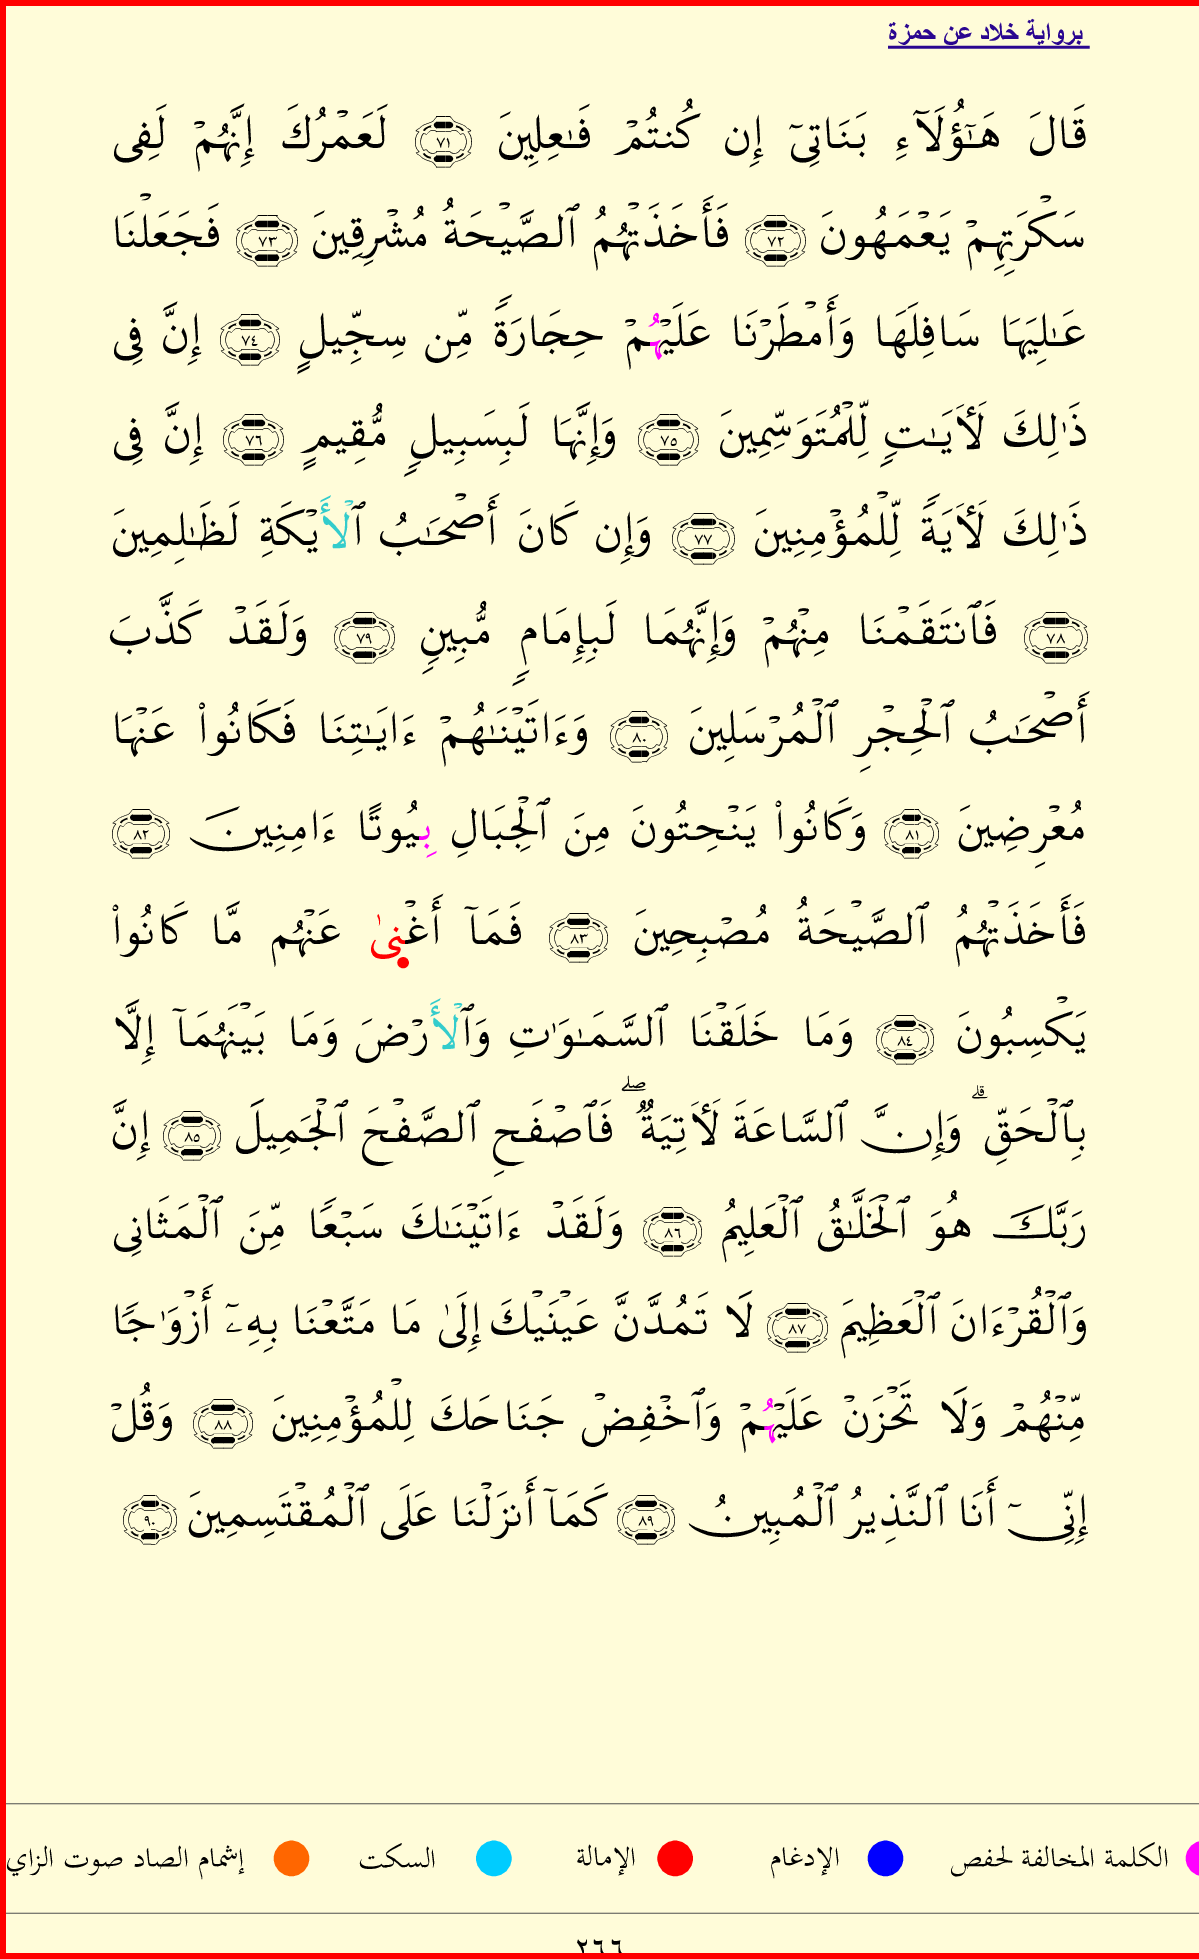 برواية خلاد عن حمزة
قَالَ هَـٰٓؤُلَآءِ بَنَاتِىٓ إِن كُنتُمْ فَـٰعِلِينَ ٧١ لَعَمْرُكَ إِنَّهُمْ لَفِى
سَكْرَتِهِمْ يَعْمَهُونَ ٧٢ فَأَخَذَتْهُمُ ٱلصَّيْحَةُ مُشْرِقِينَ ٧٣ فَجَعَلْنَا
عَـٰلِيَهَا سَافِلَهَا وَأَمْطَرْنَا عَلَيْهُمْ حِجَارَةً مِّن سِجِّيلٍ ٧٤ إِنَّ فِى
ذَٰلِكَ لَأٓيَـٰتٍ لِّلْمُتَوَسِّمِينَ ٧٥ وَإِنَّهَا لَبِسَبِيلٍ مُّقِيمٍ ٧٦ إِنَّ فِى
ذَٰلِكَ لَأٓيَةً لِّلْمُؤْمِنِينَ ٧٧ وَإِن كَانَ أَصْحَـٰبُ ٱلْأَيْكَةِ لَظَـٰلِمِينَ
٧٨ فَٱنتَقَمْنَا مِنْهُمْ وَإِنَّهُمَا لَبِإِمَامٍ مُّبِينٍ ٧٩ وَلَقَدْ كَذَّبَ
أَصْحَـٰبُ ٱلْحِجْرِ ٱلْمُرْسَلِينَ ٨٠ وَءَاتَيْنَـٰهُمْ ءَايَـٰتِنَا فَكَانُوا۟ عَنْهَا
مُعْرِضِينَ ٨١ وَكَانُوا۟ يَنْحِتُونَ مِنَ ٱلْجِبَالِ بِيُوتًا ءَامِنِينَ ٨٢
فَأَخَذَتْهُمُ ٱلصَّيْحَةُ مُصْبِحِينَ ٨٣ فَمَآ أَغْنىٰ عَنْهُم مَّا كَانُوا۟
يَكْسِبُونَ ٨٤ وَمَا خَلَقْنَا ٱلسَّمَـٰوَٰتِ وَٱلْأَرْضَ وَمَا بَيْنَهُمَآ إِلَّا
بِٱلْحَقِّ ۗ وَإِنَّ ٱلسَّاعَةَ لَأٓتِيَةٌ ۖ فَٱصْفَحِ ٱلصَّفْحَ ٱلْجَمِيلَ ٨٥ إِنَّ
رَبَّكَ هُوَ ٱلْخَلَّـٰقُ ٱلْعَلِيمُ ٨٦ وَلَقَدْ ءَاتَيْنَـٰكَ سَبْعًا مِّنَ ٱلْمَثَانِى
وَٱلْقُرْءَانَ ٱلْعَظِيمَ ٨٧ لَا تَمُدَّنَّ عَيْنَيْكَ إِلَىٰ مَا مَتَّعْنَا بِهِۦٓ أَزْوَٰجًا
مِّنْهُمْ وَلَا تَحْزَنْ عَلَيْهُمْ وَٱخْفِضْ جَنَاحَكَ لِلْمُؤْمِنِينَ ٨٨ وَقُلْ
إِنِّىٓ أَنَا ٱلنَّذِيرُ ٱلْمُبِينُ ٨٩ كَمَآ أَنزَلْنَا عَلَى ٱلْمُقْتَسِمِينَ ٩٠
الكلمة المخالفة لحفص الإدغام الإمالة السكت إشمام الصاد صوت الزاي
٢٦٦